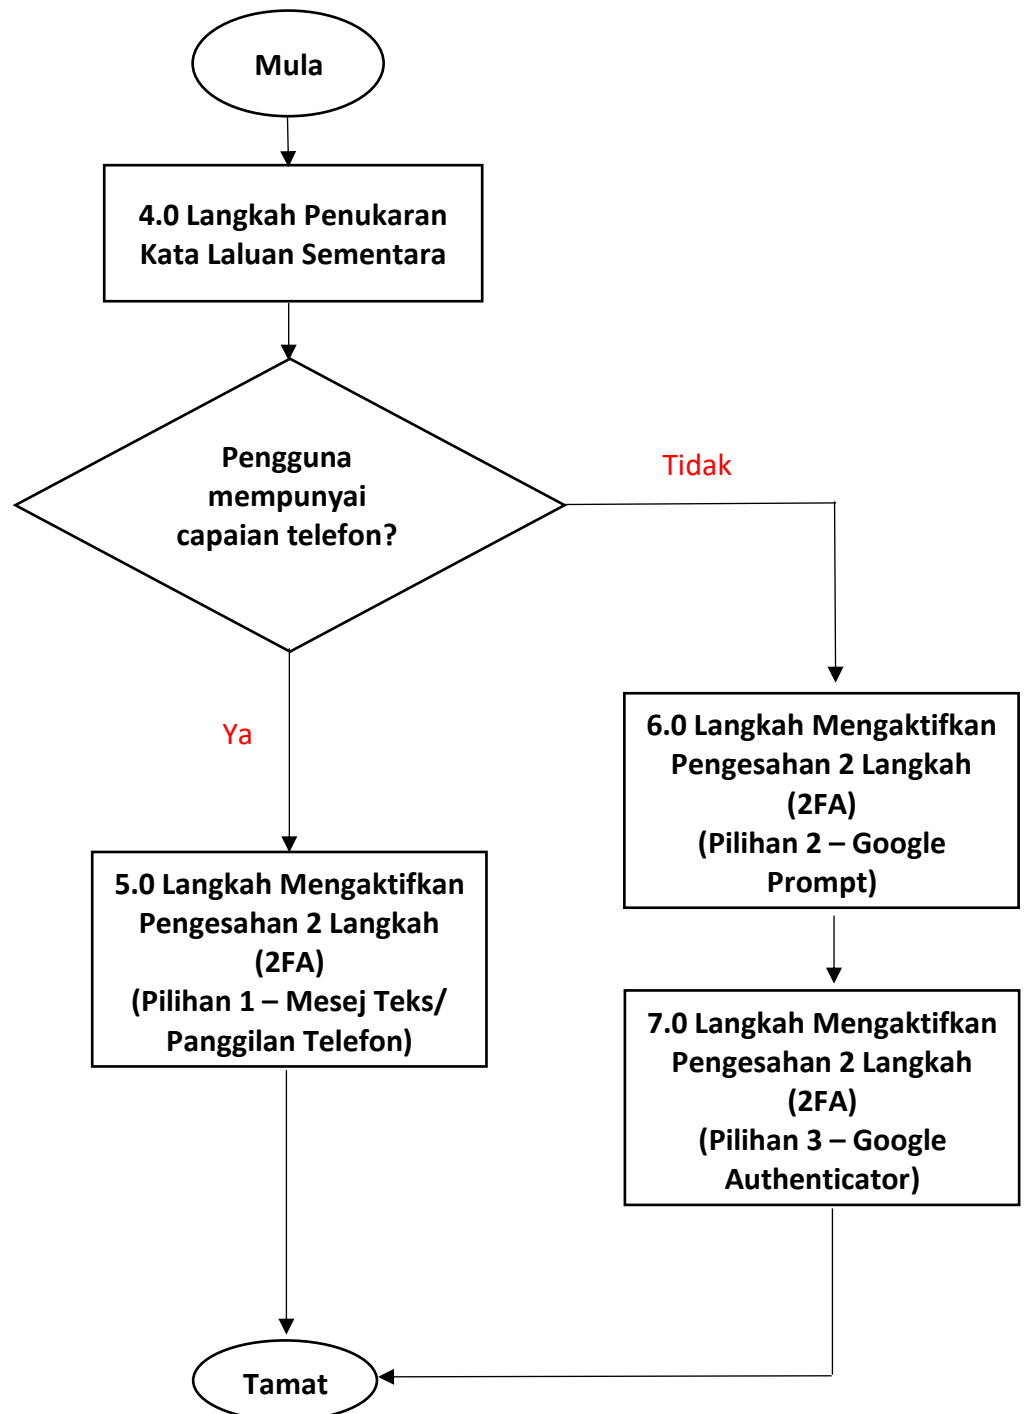 Mula
4.0 Langkah Penukaran
Kata Laluan Sementara
Pengguna
mempunyai
capaian telefon?
Tidak
Ya
6.0 Langkah Mengaktifkan
Pengesahan 2 Langkah
(2FA)
(Pilihan 2 – Google
Prompt)
5.0 Langkah Mengaktifkan
Pengesahan 2 Langkah
(2FA)
(Pilihan 1 – Mesej Teks/
Panggilan Telefon)
7.0 Langkah Mengaktifkan
Pengesahan 2 Langkah
(2FA)
(Pilihan 3 – Google
Authenticator)
Tamat